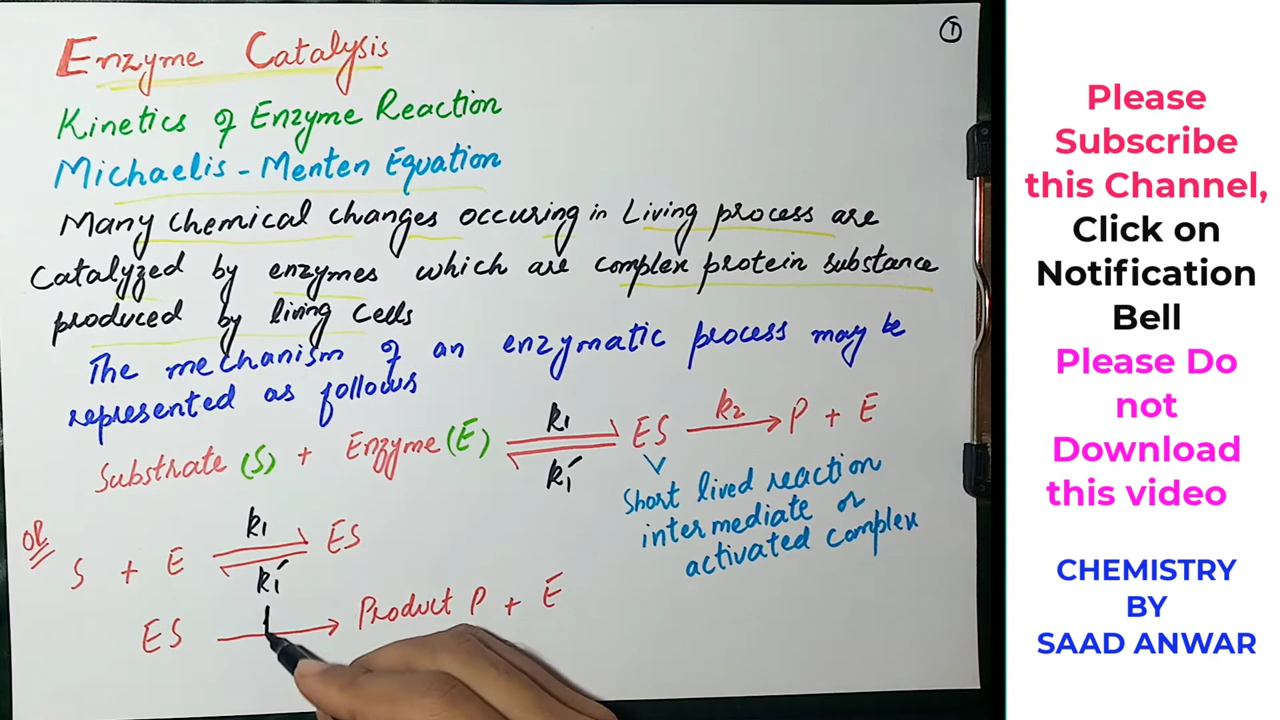 1
Enzyme Catalysis
Kinetics of Enzyme Reaction
Michaelis - Menten Equation
Many chemical changes occuring in Living process are
Catalyzed by enzymes which are complex protein substance
produced by living Cells
The mechanism of an enzymatic process may be
represented as follows
Substrate (S) + Enzyme (E) ⇌ ES → P + E
k1
k1'
k2
Short lived reaction
intermediate or
activated complex
OR
S + E ⇌ ES
k1
k1'
ES → Product P + E
Please
Subscribe
this Channel,
Click on
Notification
Bell
Please Do
not
Download
this video
CHEMISTRY
BY
SAAD ANWAR